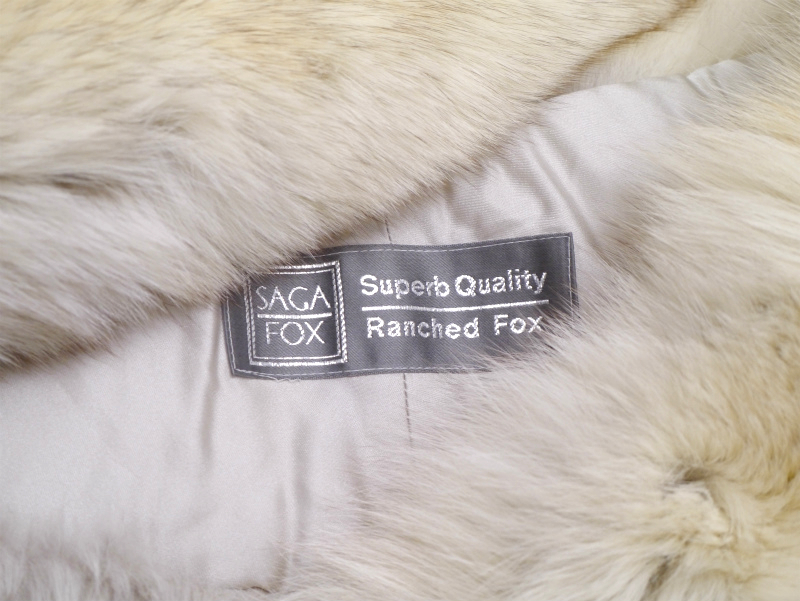 SAGA
FOX
Superb Quality
Ranched Fox